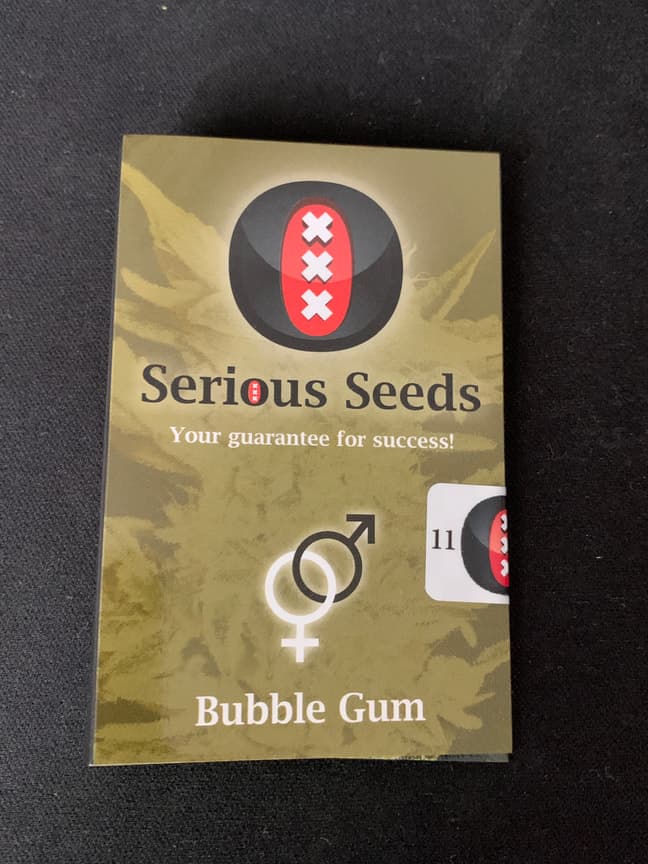 Serious Seeds
Your guarantee for success!
11
Bubble Gum